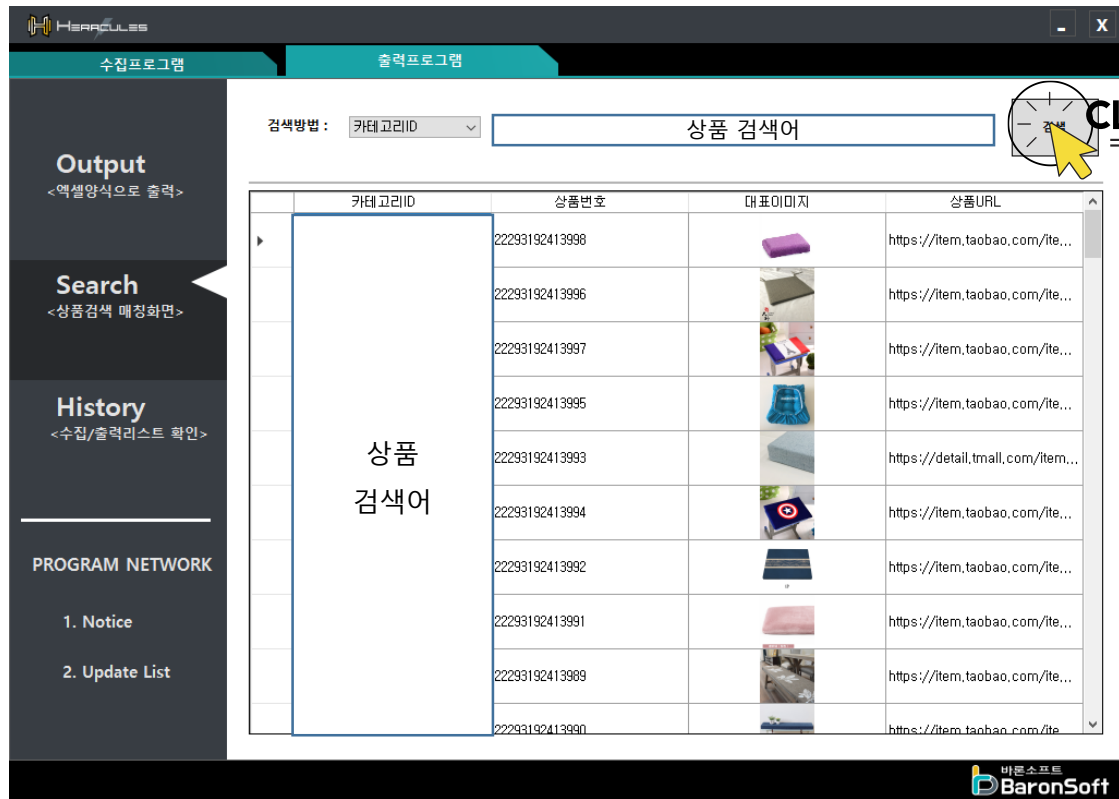 HERACULES
- X
수집프로그램 출력프로그램
검색방법 : 카테고리ID 상품 검색어 검색
Output
<엑셀양식으로 출력>
Search
<상품검색 매칭화면>
History
<수집/출력리스트 확인>
PROGRAM NETWORK
1. Notice
2. Update List
카테고리ID 상품번호 대표이미지 상품URL
22293192413998 https://item.taobao.com/ite...
22293192413996 https://item.taobao.com/ite...
22293192413997 https://item.taobao.com/ite...
22293192413995 https://item.taobao.com/ite...
22293192413993 https://detail.tmall.com/item...
22293192413994 https://item.taobao.com/ite...
22293192413992 https://item.taobao.com/ite...
22293192413991 https://item.taobao.com/ite...
22293192413989 https://item.taobao.com/ite...
22293192413990 https://item.taobao.com/ite
상품
검색어
바론소프트
BaronSoft